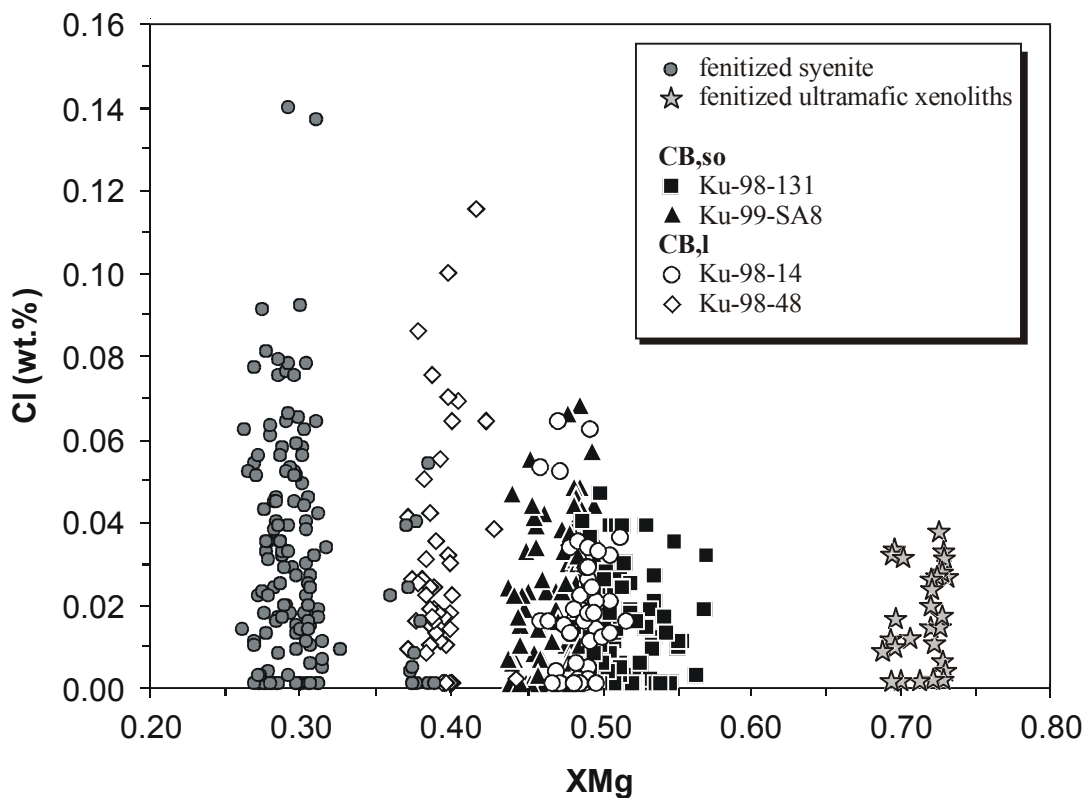 0.16
0.14
0.12
0.10
0.08
0.06
0.04
0.02
0.00
Cl (wt.%)
fenitized syenite
fenitized ultramafic xenoliths
CB,so
Ku-98-131
Ku-99-SA8
CB,l
Ku-98-14
Ku-98-48
0.20 0.30 0.40 0.50 0.60 0.70 0.80
XMg